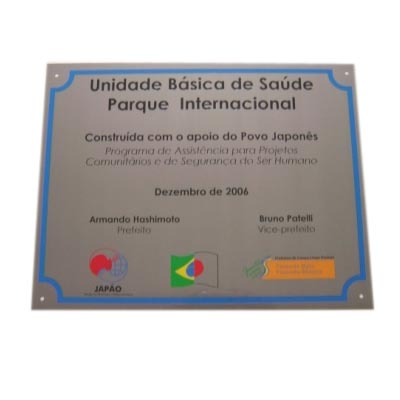 Unidade Básica de Saúde
Parque Internacional
Construída com o apoio do Povo Japonês
Programa de Assistência para Projetos
Comunitários e de Segurança do Ser Humano
Dezembro de 2006
Armando Hashimoto
Prefeito
Bruno Patelli
Vice-prefeito
JAPÃO